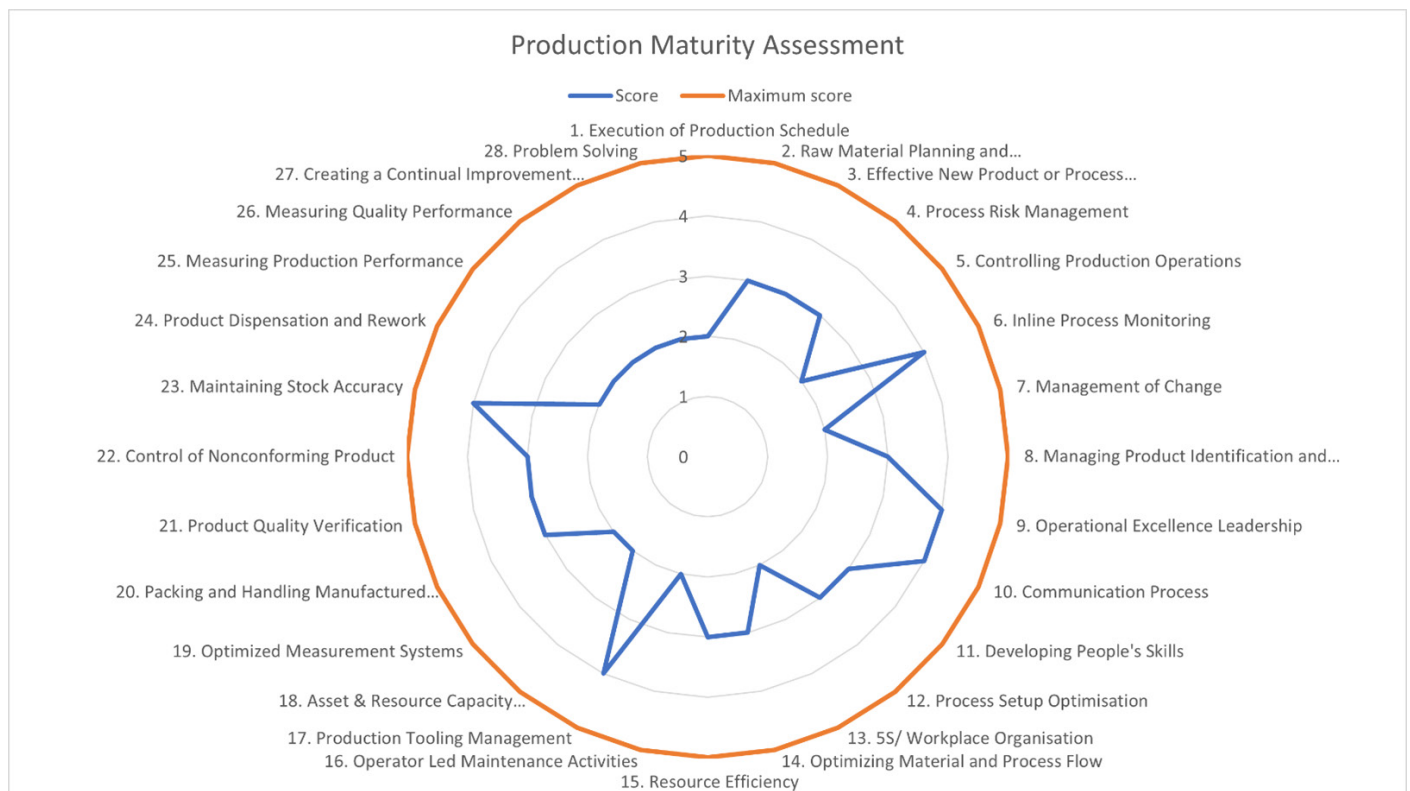 Production Maturity Assessment
Score
Maximum score
1. Execution of Production Schedule
2. Raw Material Planning and...
3. Effective New Product or Process...
4. Process Risk Management
5. Controlling Production Operations
6. Inline Process Monitoring
7. Management of Change
8. Managing Product Identification and...
9. Operational Excellence Leadership
10. Communication Process
11. Developing People's Skills
12. Process Setup Optimisation
13. 5S/ Workplace Organisation
14. Optimizing Material and Process Flow
15. Resource Efficiency
16. Operator Led Maintenance Activities
17. Production Tooling Management
18. Asset & Resource Capacity...
19. Optimized Measurement Systems
20. Packing and Handling Manufactured...
21. Product Quality Verification
22. Control of Nonconforming Product
23. Maintaining Stock Accuracy
24. Product Dispensation and Rework
25. Measuring Production Performance
26. Measuring Quality Performance
27. Creating a Continual Improvement...
28. Problem Solving
5
4
3
2
1
0